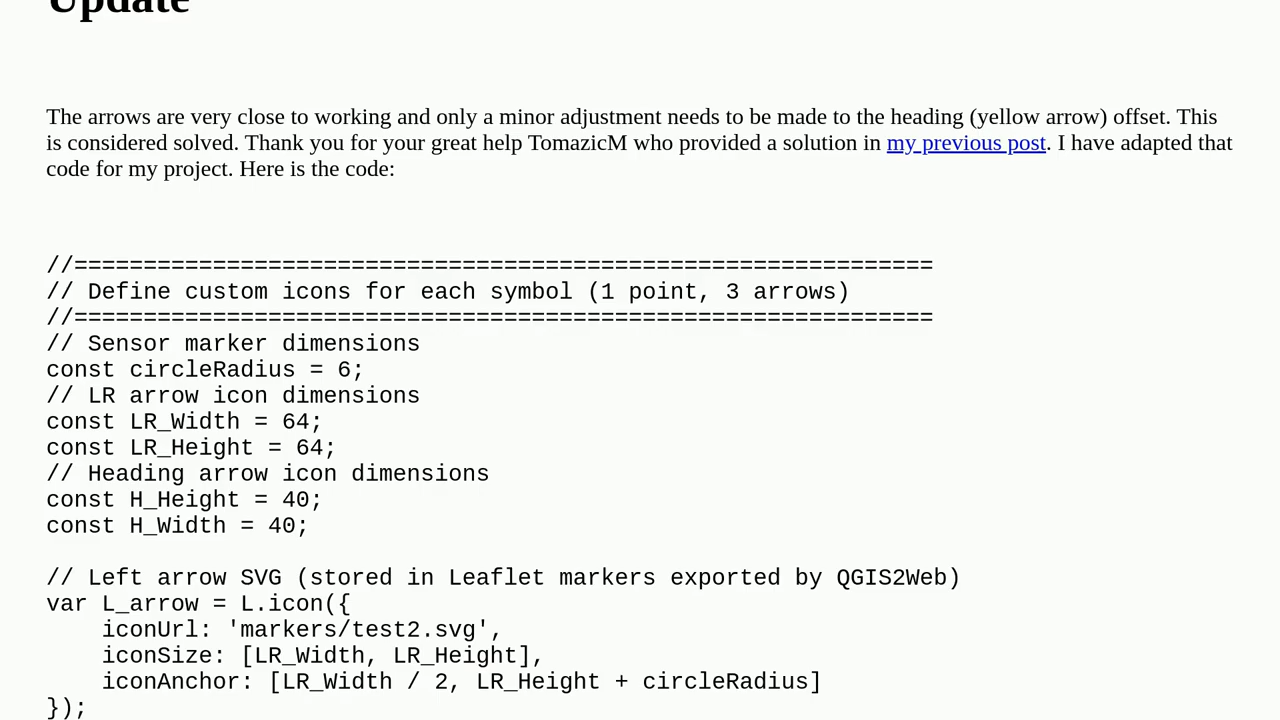 Update
The arrows are very close to working and only a minor adjustment needs to be made to the heading (yellow arrow) offset. This
is considered solved. Thank you for your great help TomazicM who provided a solution in my previous post. I have adapted that
code for my project. Here is the code:
//==============================================================
// Define custom icons for each symbol (1 point, 3 arrows)
//==============================================================
// Sensor marker dimensions
const circleRadius = 6;
// LR arrow icon dimensions
const LR_Width = 64;
const LR_Height = 64;
// Heading arrow icon dimensions
const H_Height = 40;
const H_Width = 40;
// Left arrow SVG (stored in Leaflet markers exported by QGIS2Web)
var L_arrow = L.icon({
    iconUrl: 'markers/test2.svg',
    iconSize: [LR_Width, LR_Height],
    iconAnchor: [LR_Width / 2, LR_Height + circleRadius]
});